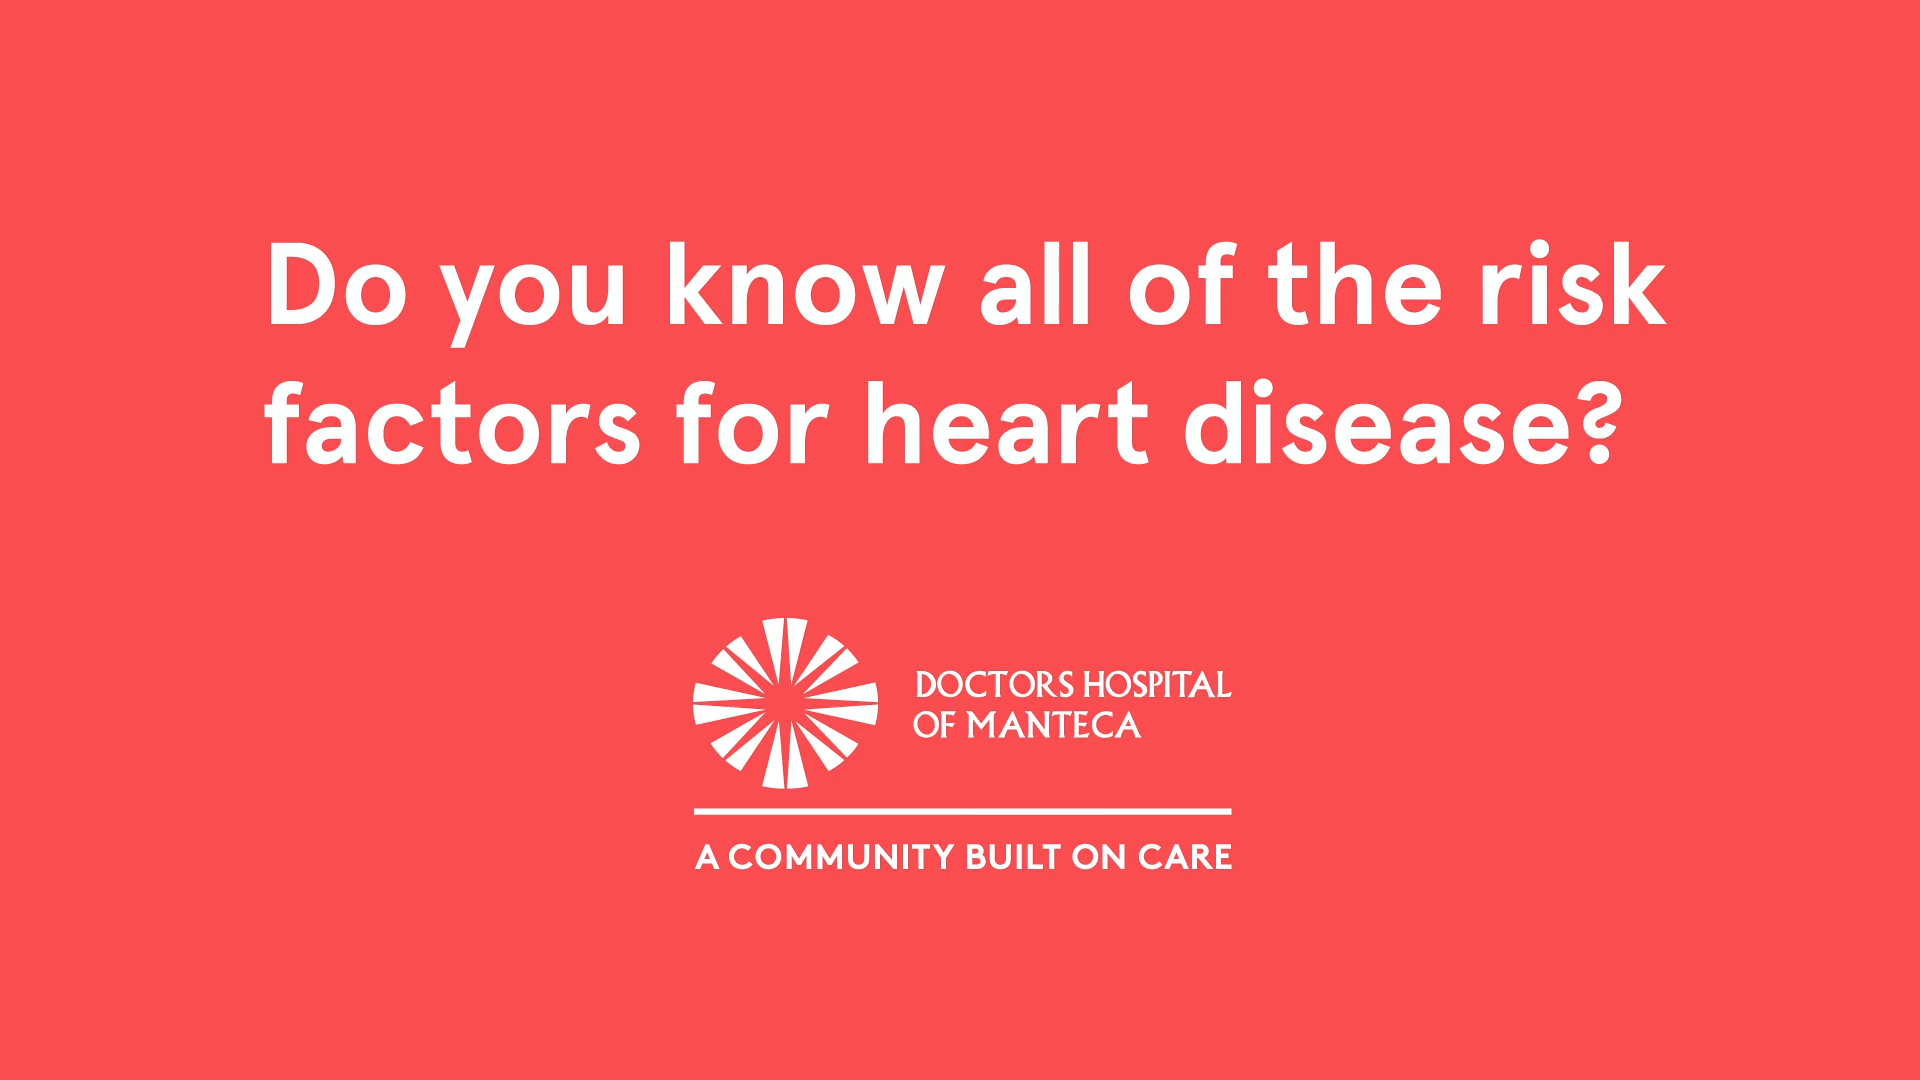 Do you know all of the risk
factors for heart disease?
DOCTORS HOSPITAL
OF MANTECA
A COMMUNITY BUILT ON CARE